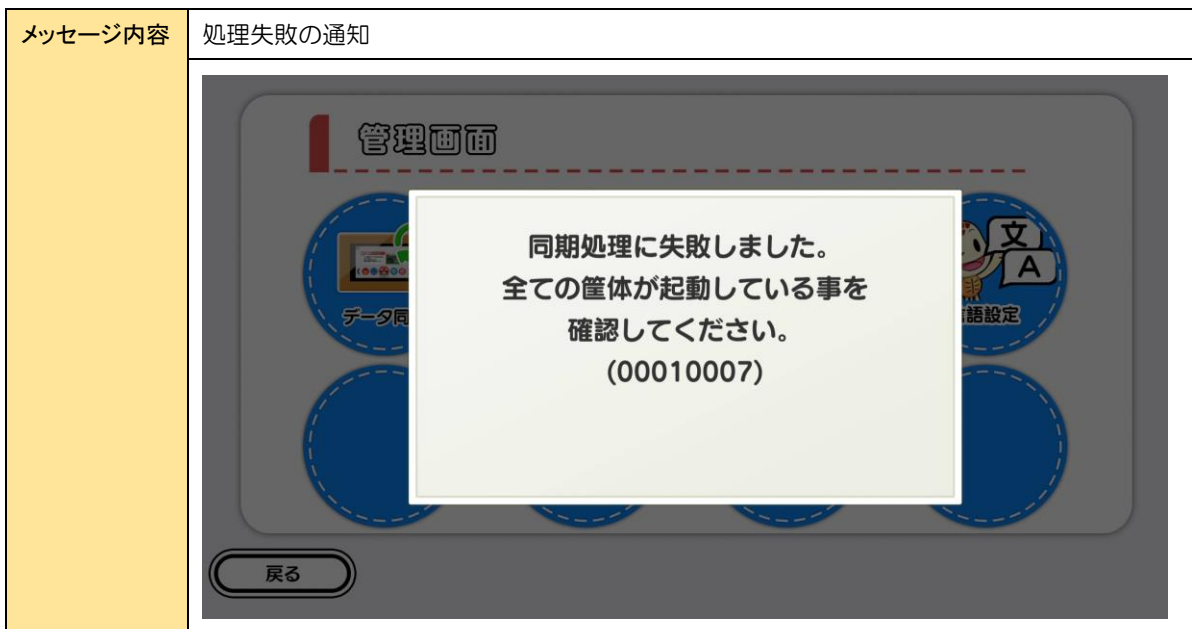 メッセージ内容
処理失敗の通知
管理画面
同期処理に失敗しました。
全ての筐体が起動している事を
確認してください。
(00010007)
データ同
文
A
語設定
戻る